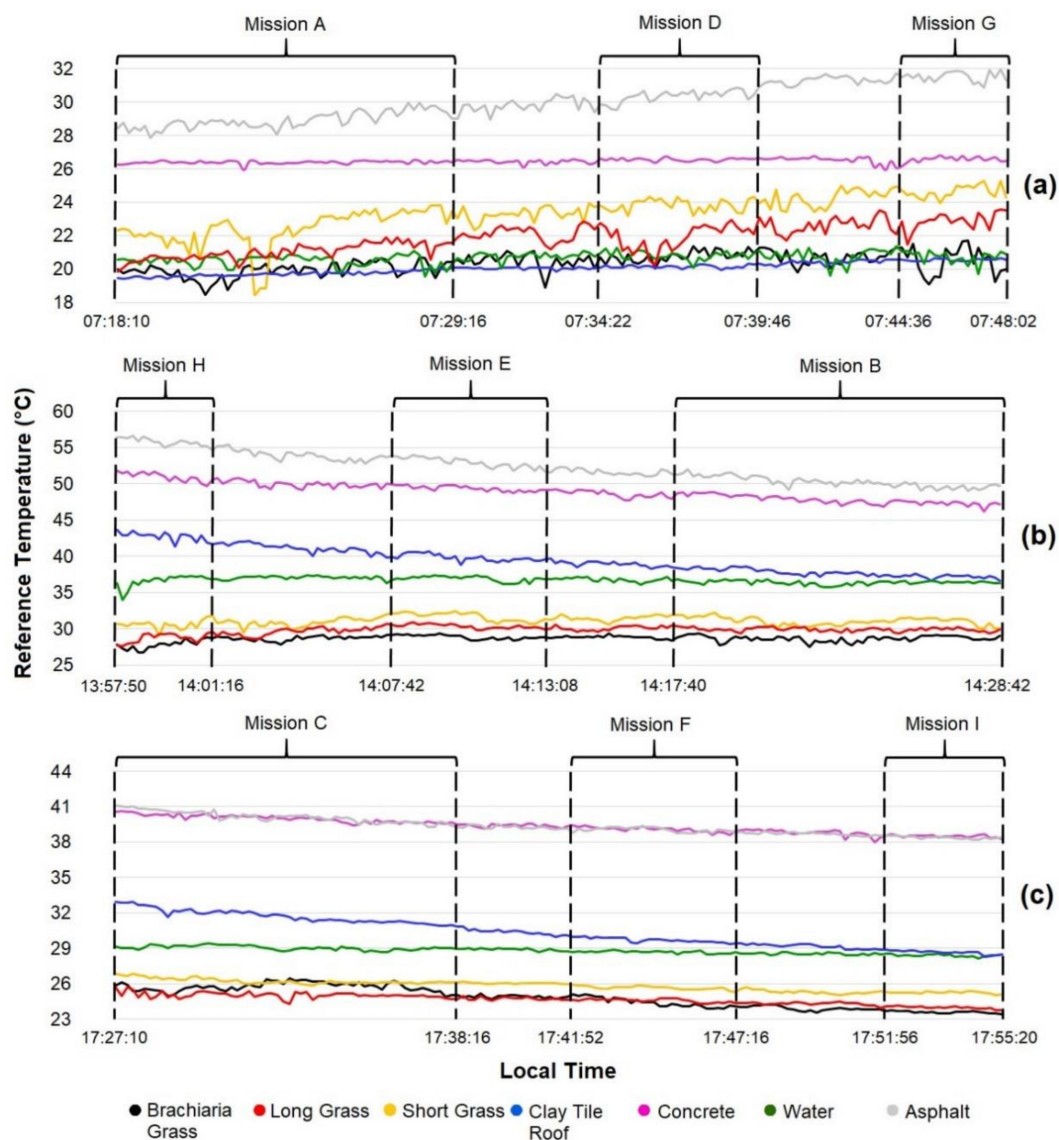 Mission A
Mission D
Mission G
32
30
28
26
24
22
20
18
(a)
07:18:10
07:29:16
07:34:22
07:39:46
07:44:36
07:48:02
Mission H
Mission E
Mission B
Reference Temperature (°C)
60
55
50
45
40
35
30
25
(b)
13:57:50
14:01:16
14:07:42
14:13:08
14:17:40
14:28:42
Mission C
Mission F
Mission I
44
41
38
35
32
29
26
23
(c)
17:27:10
17:38:16
17:41:52
17:47:16
17:51:56
17:55:20
Local Time
Brachiaria
Grass
Long Grass
Short Grass
Clay Tile
Roof
Concrete
Water
Asphalt